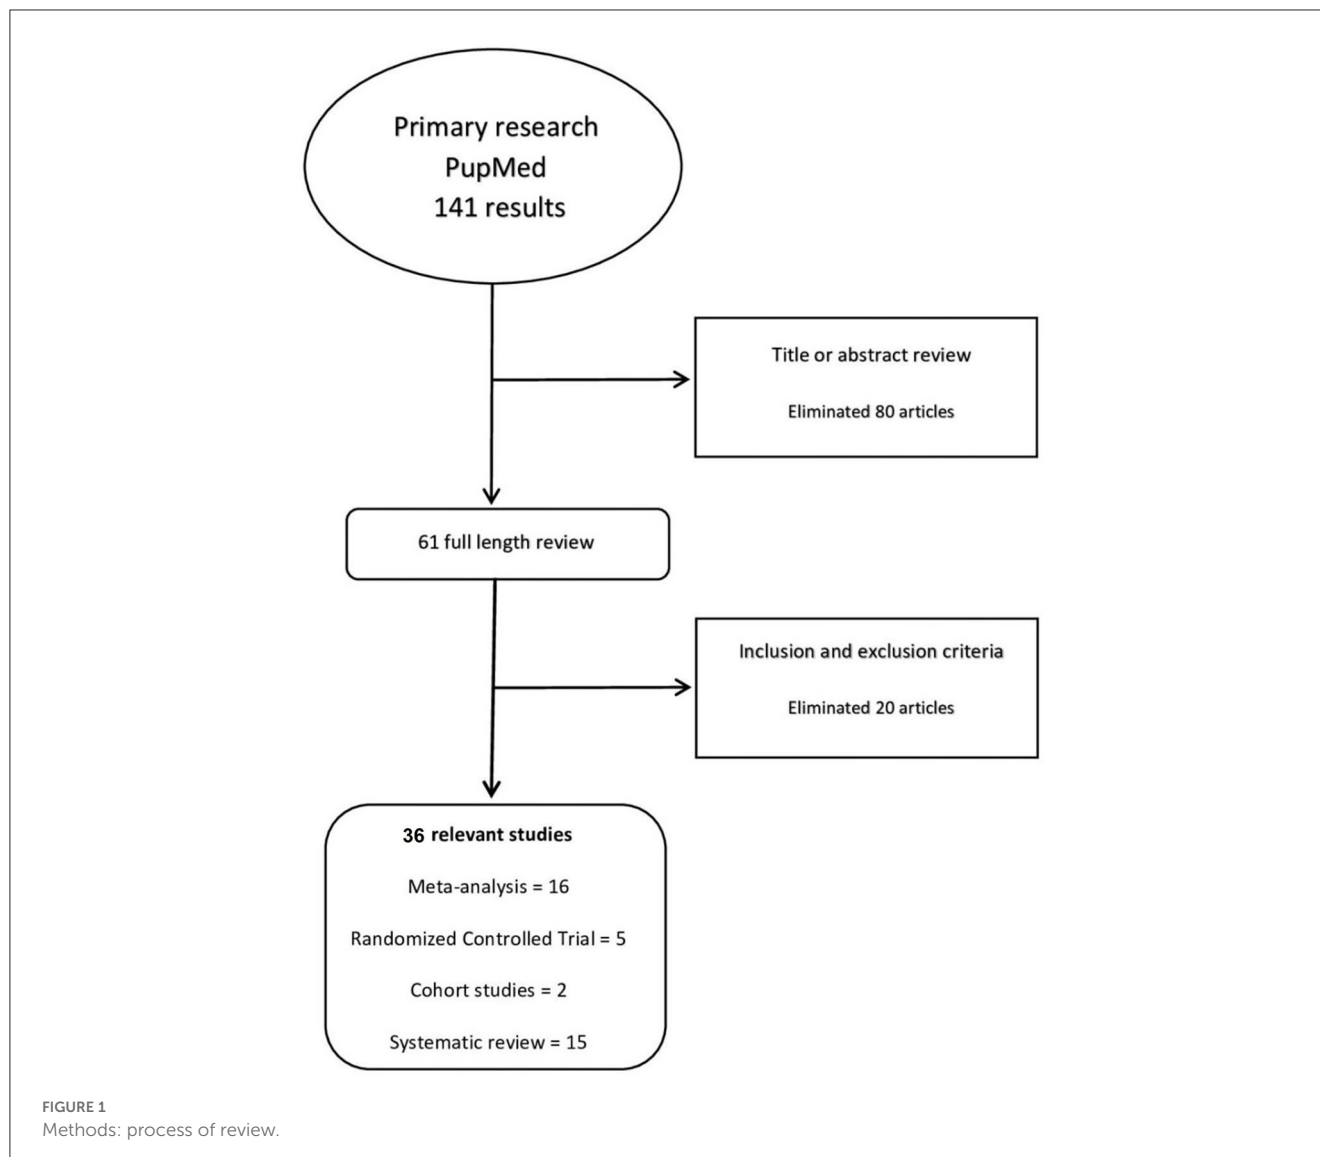 Primary research
PupMed
141 results
Title or abstract review
Eliminated 80 articles
61 full length review
Inclusion and exclusion criteria
Eliminated 20 articles
36 relevant studies
Meta-analysis = 16
Randomized Controlled Trial = 5
Cohort studies = 2
Systematic review = 15
FIGURE 1
Methods: process of review.